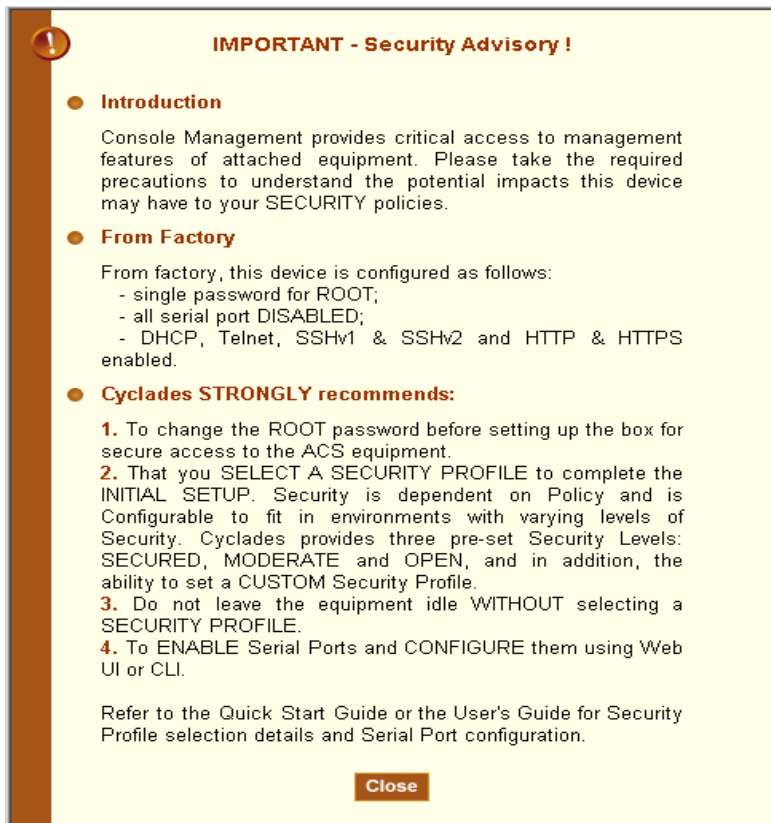 IMPORTANT - Security Advisory !
Introduction
Console Management provides critical access to management
features of attached equipment. Please take the required
precautions to understand the potential impacts this device
may have to your SECURITY policies.
From Factory
From factory, this device is configured as follows:
- single password for ROOT;
- all serial port DISABLED;
- DHCP, Telnet, SSHv1 & SSHv2 and HTTP & HTTPS
enabled.
Cyclades STRONGLY recommends:
1. To change the ROOT password before setting up the box for
secure access to the ACS equipment.
2. That you SELECT A SECURITY PROFILE to complete the
INITIAL SETUP. Security is dependent on Policy and is
Configurable to fit in environments with varying levels of
Security. Cyclades provides three pre-set Security Levels:
SECURED, MODERATE and OPEN, and in addition, the
ability to set a CUSTOM Security Profile.
3. Do not leave the equipment idle WITHOUT selecting a
SECURITY PROFILE.
4. To ENABLE Serial Ports and CONFIGURE them using Web
UI or CLI.
Refer to the Quick Start Guide or the User's Guide for Security
Profile selection details and Serial Port configuration.
Close